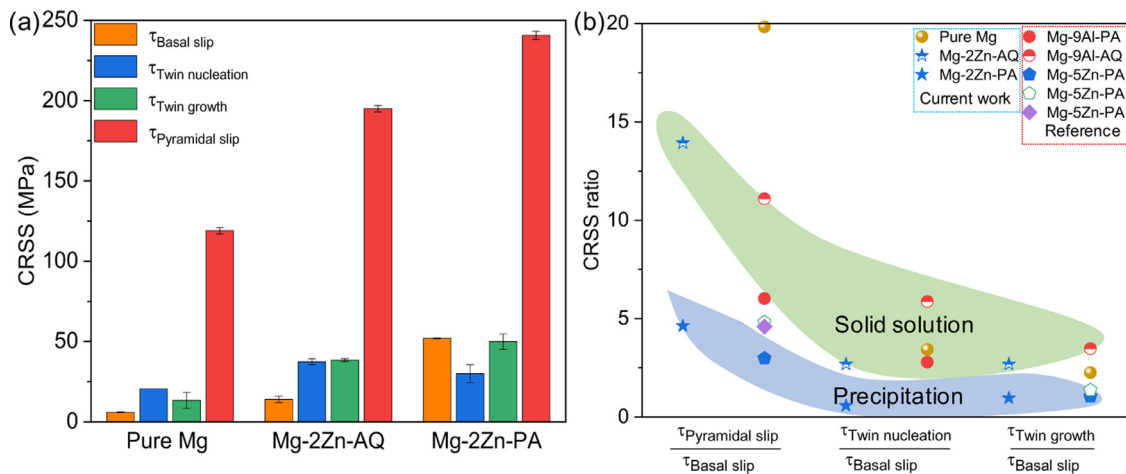 (a)
250
200
150
100
50
0
CRSS (MPa)
τBasal slip
τTwin nucleation
τTwin growth
τPyramidal slip
Pure Mg
Mg-2Zn-AQ
Mg-2Zn-PA
(b)
20
15
10
5
0
CRSS ratio
Pure Mg
Mg-2Zn-AQ
Mg-2Zn-PA
Current work
Mg-9Al-PA
Mg-9Al-AQ
Mg-5Zn-PA
Mg-5Zn-PA
Mg-5Zn-PA
Reference
Solid solution
Precipitation
τPyramidal slip
τBasal slip
τTwin nucleation
τBasal slip
τTwin growth
τBasal slip